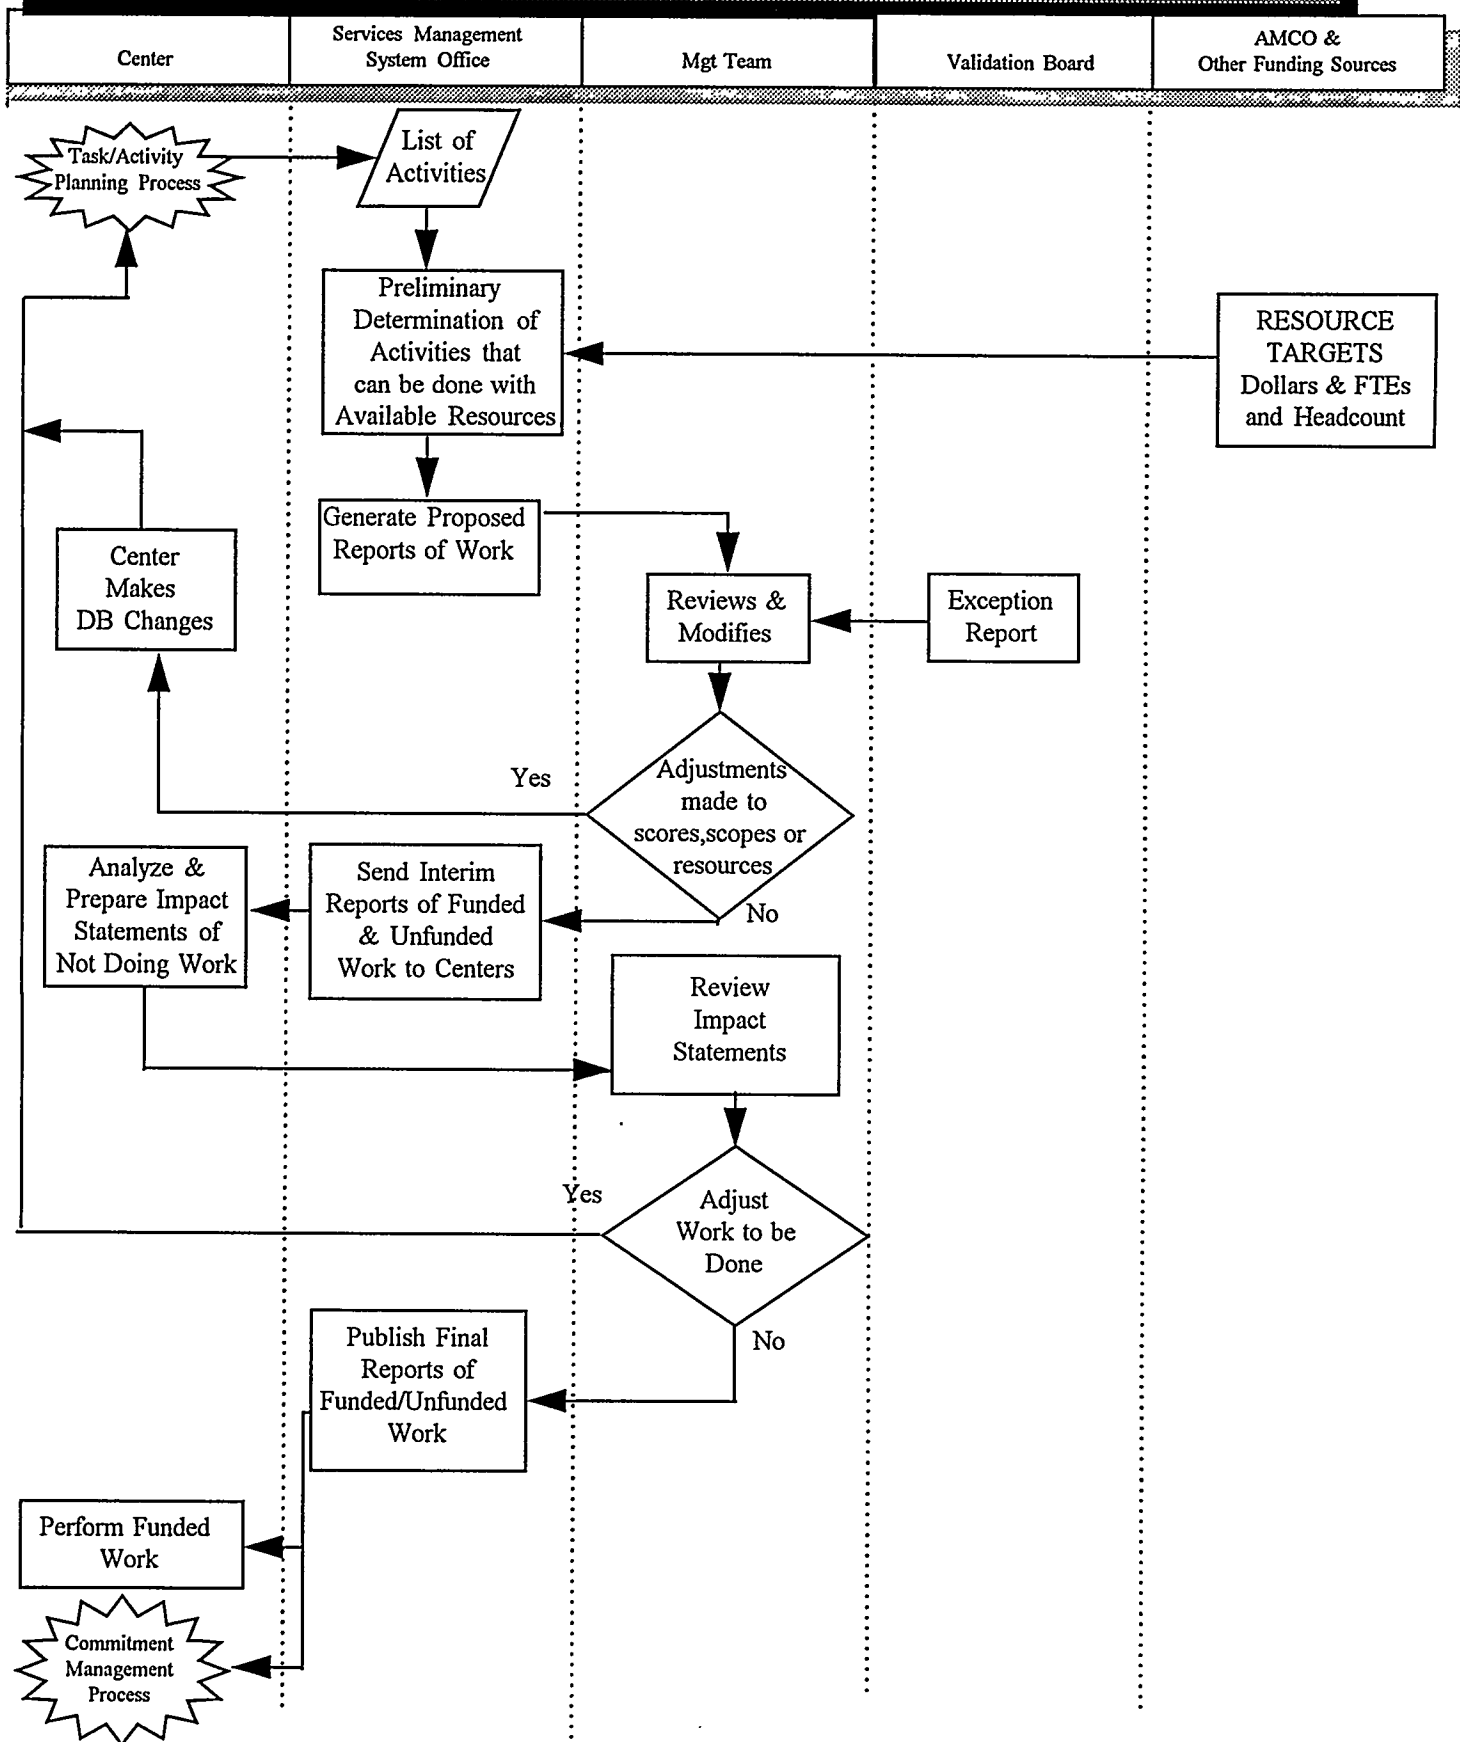 Center
Services Management
System Office
Mgt Team
Validation Board
AMCO &
Other Funding Sources
Task/Activity
Planning Process
List of
Activities
Preliminary
Determination of
Activities that
can be done with
Available Resources
RESOURCE
TARGETS
Dollars & FTEs
and Headcount
Generate Proposed
Reports of Work
Center
Makes
DB Changes
Reviews &
Modifies
Exception
Report
Yes
Adjustments
made to
scores,scopes or
resources
No
Analyze &
Prepare Impact
Statements of
Not Doing Work
Send Interim
Reports of Funded
& Unfunded
Work to Centers
Review
Impact
Statements
Yes
Adjust
Work to be
Done
No
Publish Final
Reports of
Funded/Unfunded
Work
Perform Funded
Work
Commitment
Management
Process